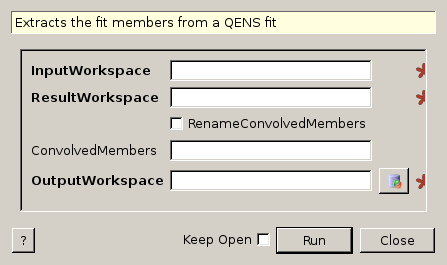 Extracts the fit members from a QENS fit
InputWorkspace
ResultWorkspace
RenameConvolvedMembers
ConvolvedMembers
OutputWorkspace
? Keep Open Run Close